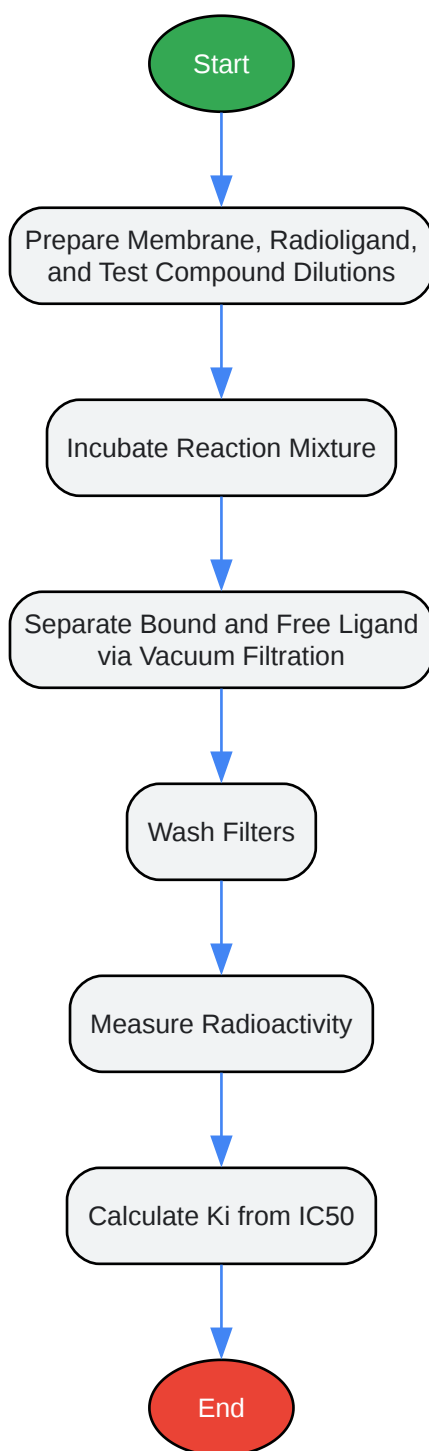 Start
Prepare Membrane, Radioligand,
and Test Compound Dilutions
Incubate Reaction Mixture
Separate Bound and Free Ligand
via Vacuum Filtration
Wash Filters
Measure Radioactivity
Calculate Ki from IC50
End